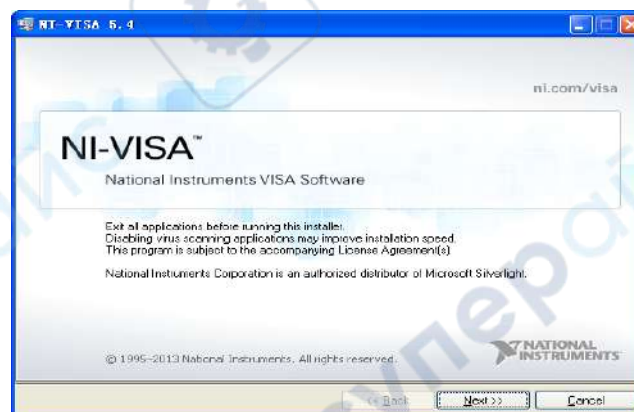 NI-VISA 5.4
ni.com/visa
NI-VISA™
National Instruments VISA Software
Exit all applications before running this installer.
Disabling virus scanning applications may improve installation speed.
This program is subject to the accompanying License Agreement(s).
National Instruments Corporation is an authorized distributor of Microsoft Silverlight.
© 1995–2013 National Instruments. All rights reserved.
NATIONAL
INSTRUMENTS
<< Back
Next >>
Cancel